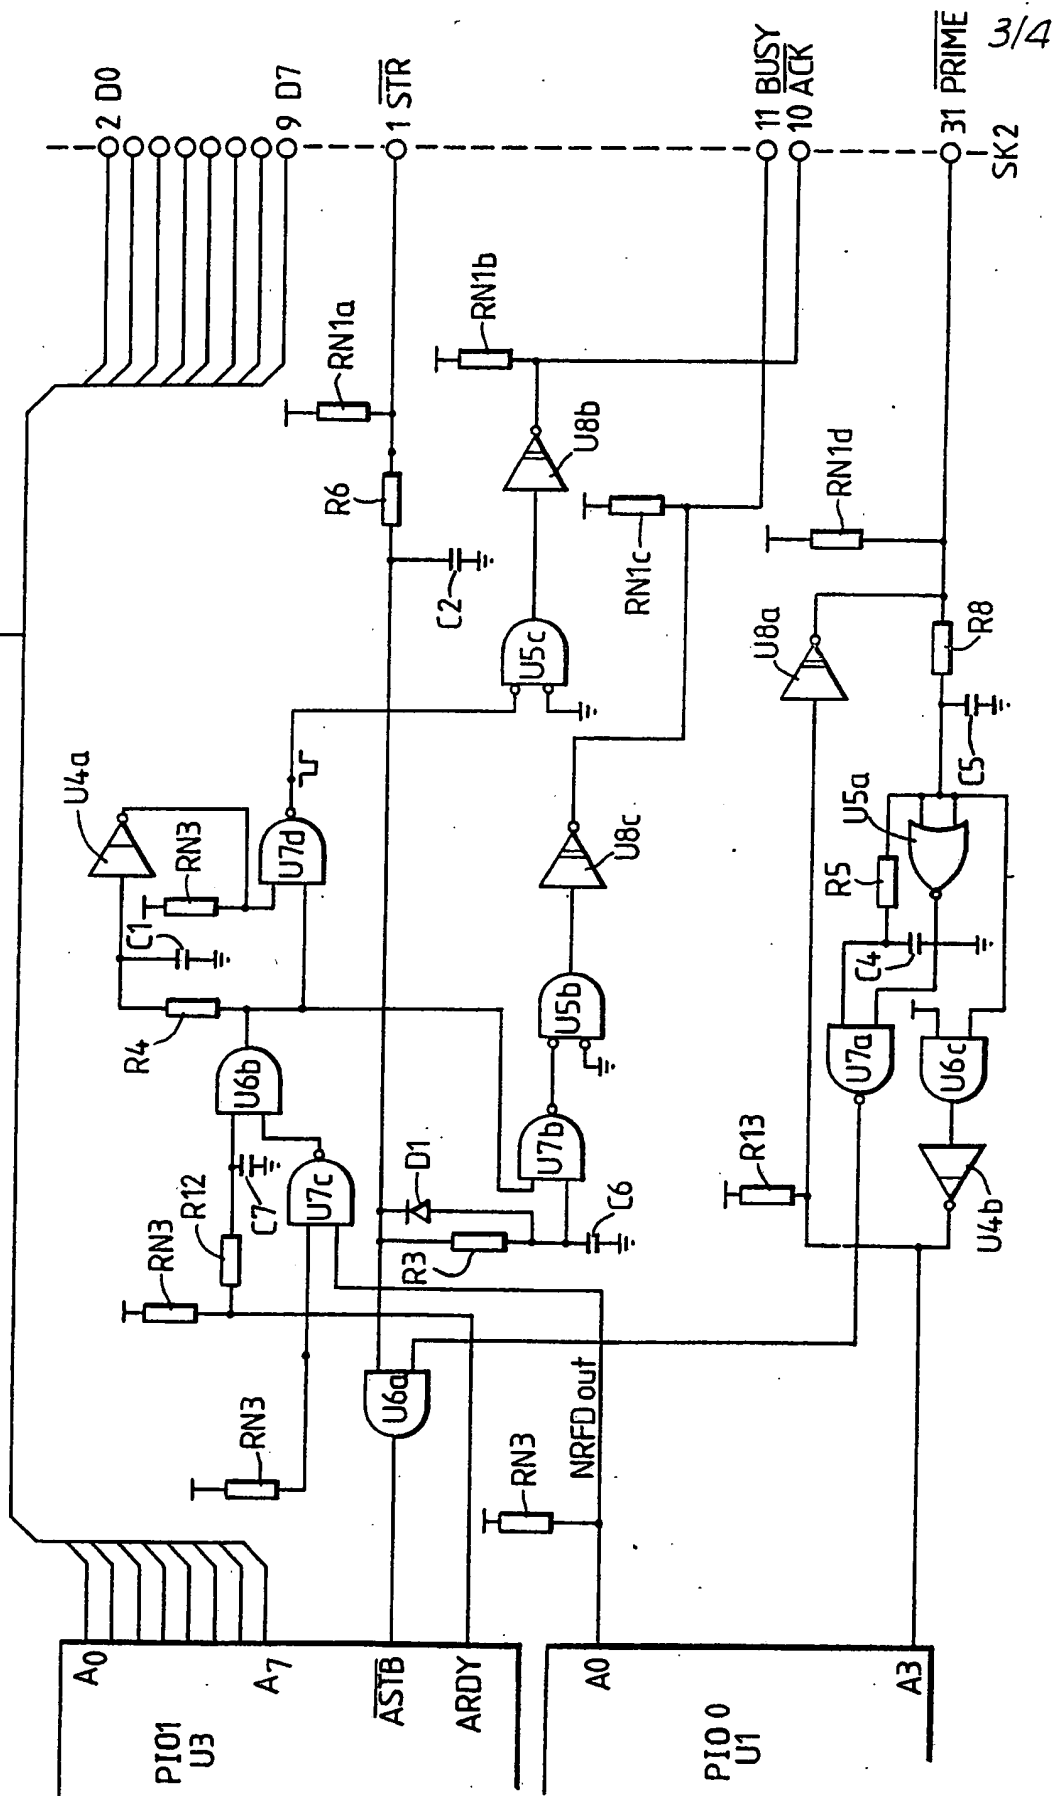 3/4
2 D0
9 D7
1 STR
11 BUSY
10 ACK
31 PRIME
SK2
RN1a
RN1b
R6
U8b
RN1d
C2
RN1c
U5c
U8a
R8
U4a
C5
U5a
RN3
U7d
U8c
R5
C1
C4
R4
U5b
U6b
U7a
U6c
U7b
R12
C7
U7c
D1
R13
C6
U4b
RN3
R3
RN3
U6a
RN3
NRFD out
A0
A7
ASTB
ARDY
A0
A3
PIO1
U3
PIO 0
U1